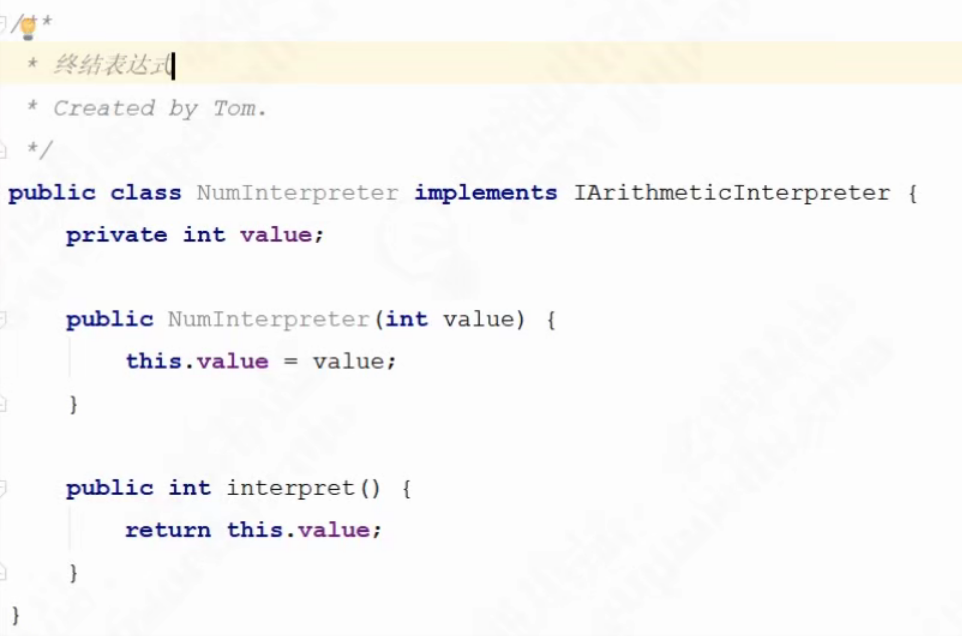 /**
* 终结表达式
* Created by Tom.
*/
public class NumInterpreter implements IArithmeticInterpreter {
private int value;
public NumInterpreter(int value) {
this.value = value;
}
public int interpret() {
return this.value;
}
}